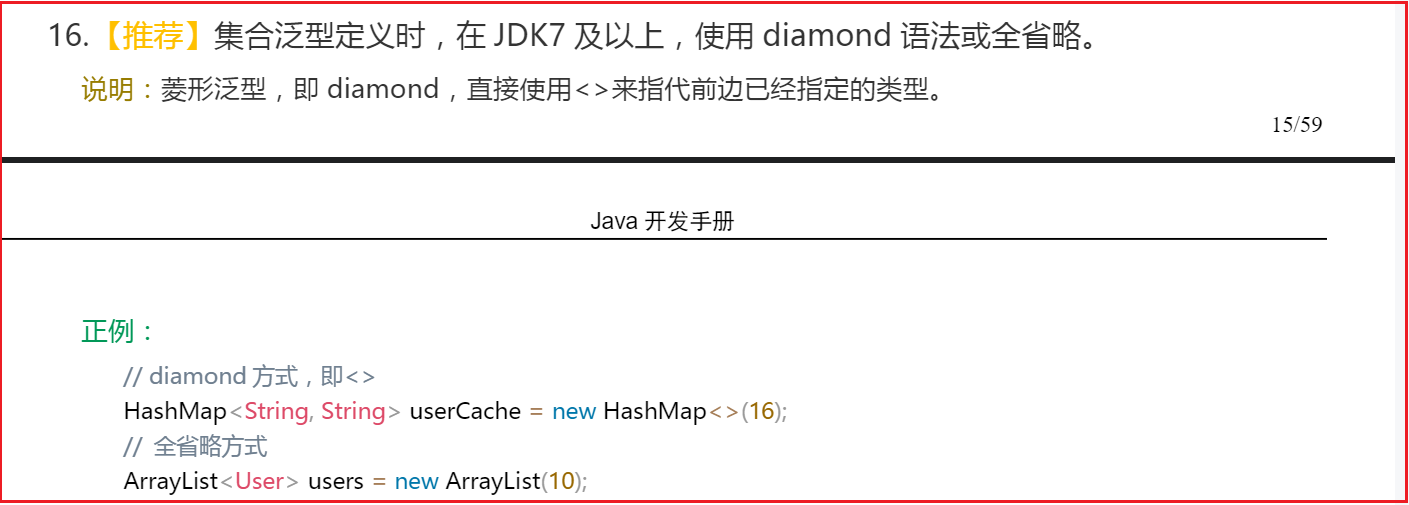 16.【推荐】集合泛型定义时，在 JDK7 及以上，使用 diamond 语法或全省略。
说明：菱形泛型，即 diamond，直接使用<>来指代前边已经指定的类型。
15/59
Java 开发手册
正例：
// diamond 方式，即<>
HashMap<String, String> userCache = new HashMap<>(16);
// 全省略方式
ArrayList<User> users = new ArrayList(10);